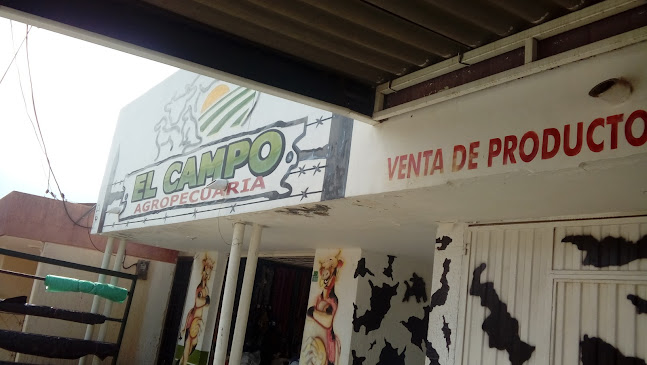 EL CAMPO
AGROPECUARIA
VENTA DE PRODUCTO